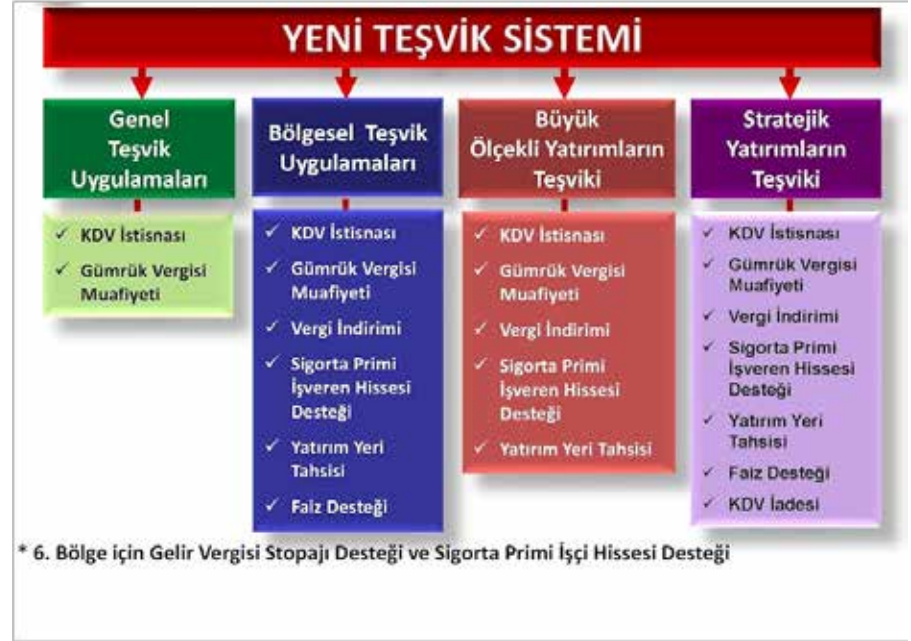 YENİ TEŞVİK SİSTEMİ
Genel
Teşvik
Uygulamaları
✓ KDV İstisnası
✓ Gümrük Vergisi
Muafiyeti
Bölgesel Teşvik
Uygulamaları
✓ KDV İstisnası
✓ Gümrük Vergisi
Muafiyeti
✓ Vergi İndirimi
✓ Sigorta Primi
İşveren Hissesi
Desteği
✓ Yatırım Yeri
Tahsisi
✓ Faiz Desteği
Büyük
Ölçekli Yatırımların
Teşviki
✓ KDV İstisnası
✓ Gümrük Vergisi
Muafiyeti
✓ Vergi İndirimi
✓ Sigorta Primi
İşveren Hissesi
Desteği
✓ Yatırım Yeri Tahsisi
Stratejik
Yatırımların
Teşviki
✓ KDV İstisnası
✓ Gümrük Vergisi
Muafiyeti
✓ Vergi İndirimi
✓ Sigorta Primi
İşveren Hissesi
Desteği
✓ Yatırım Yeri
Tahsisi
✓ Faiz Desteği
✓ KDV İadesi
* 6. Bölge için Gelir Vergisi Stopajı Desteği ve Sigorta Primi İşçi Hissesi Desteği